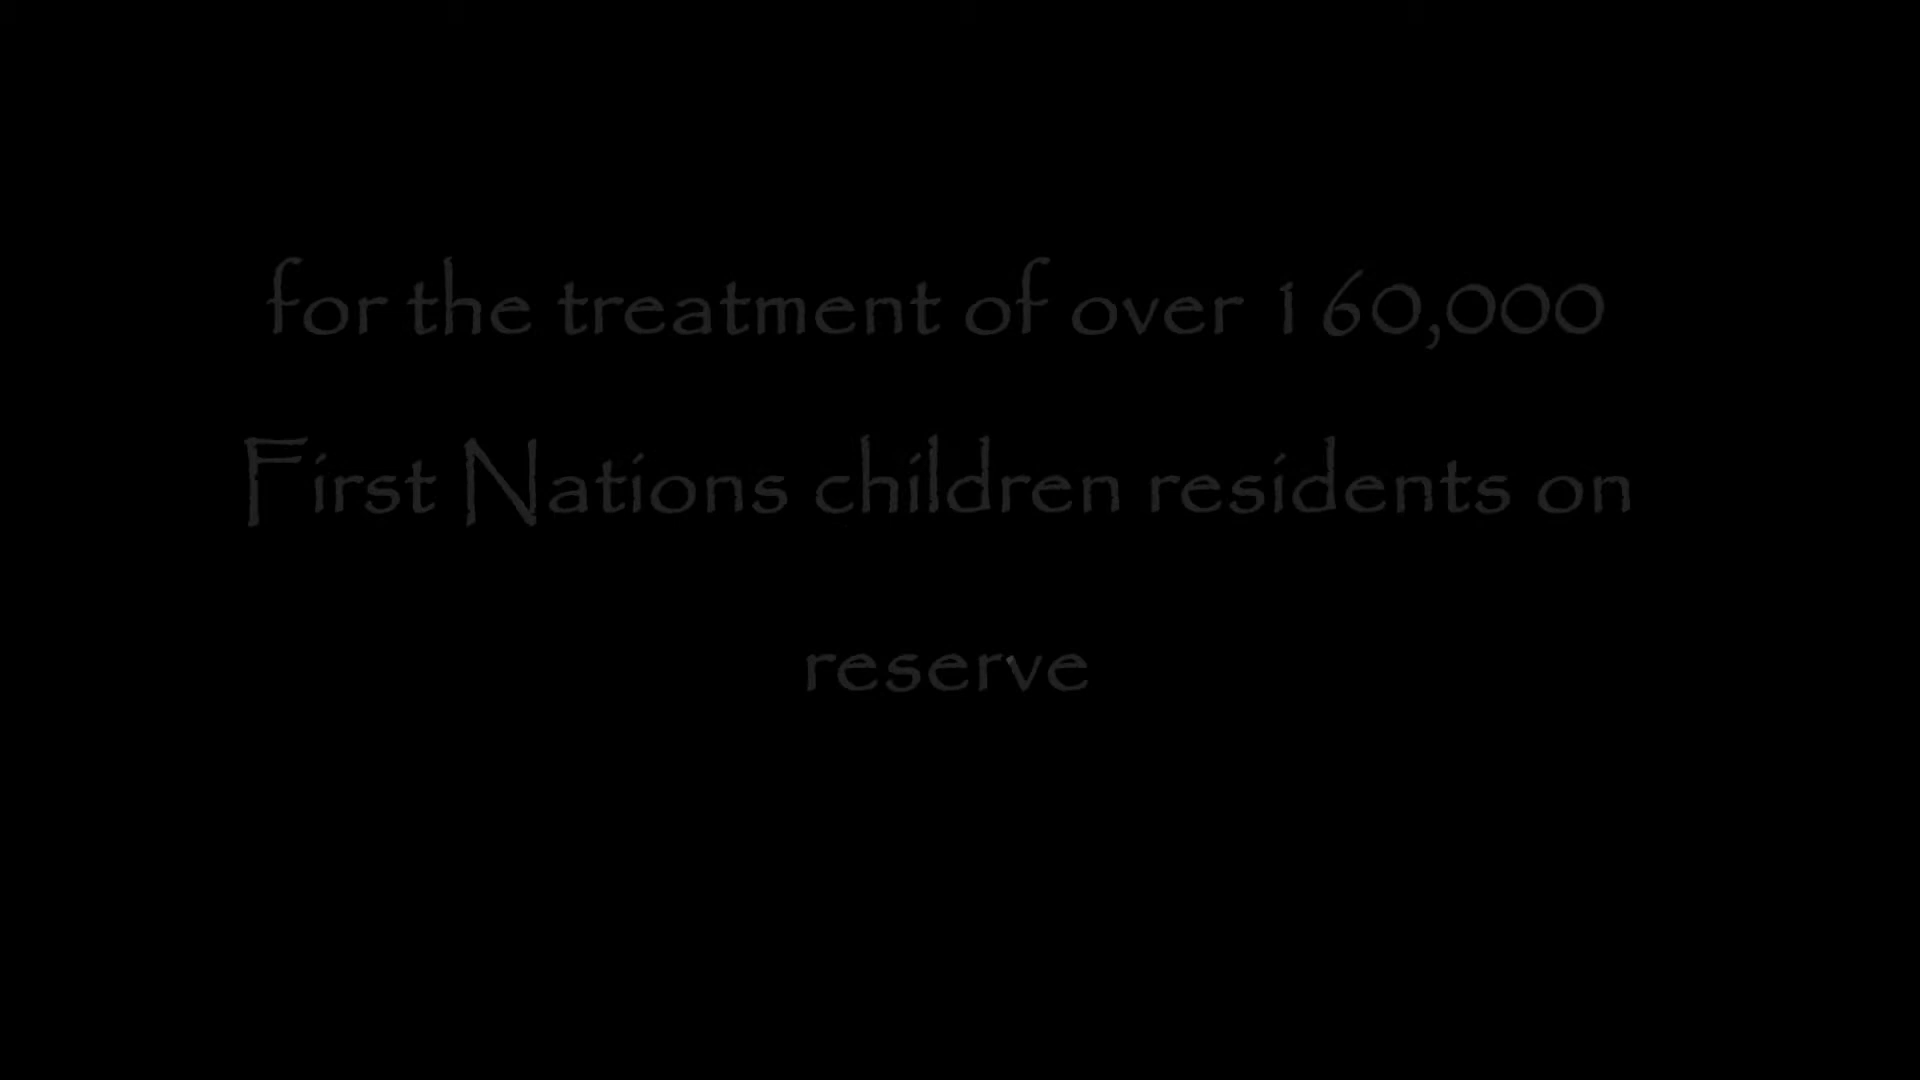 for the treatment of over 160,000
First Nations children residents on
reserve